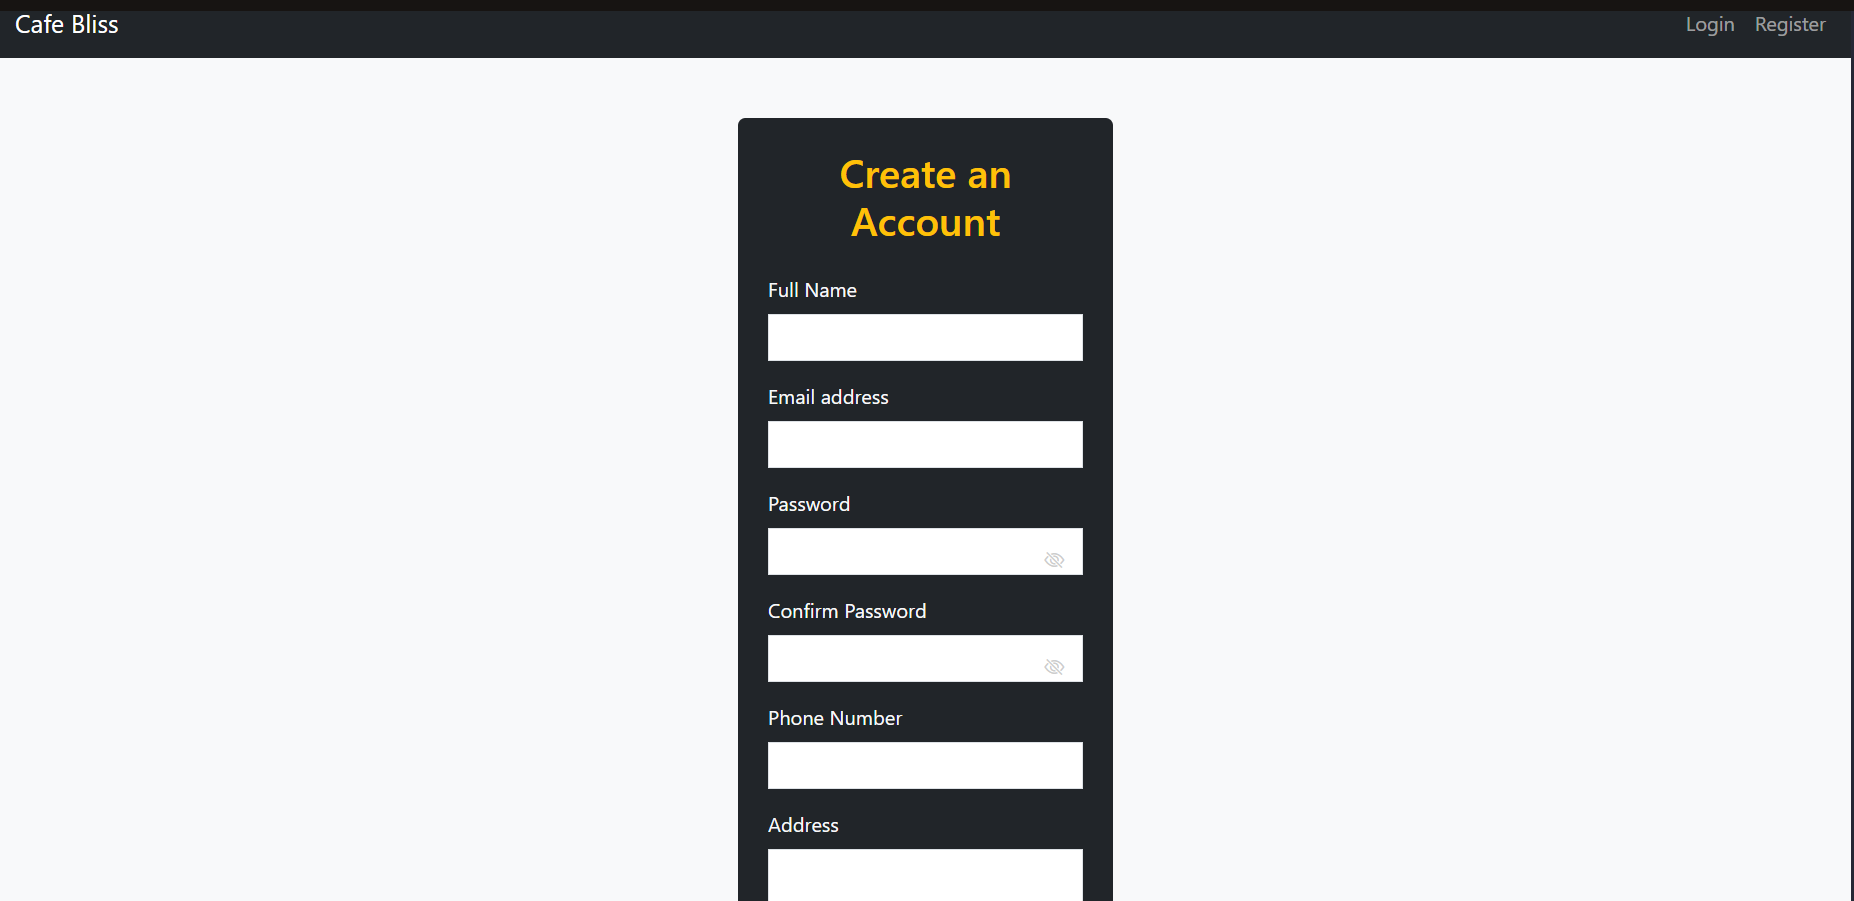 Cafe Bliss
Login Register
Create an
Account
Full Name
Email address
Password
Confirm Password
Phone Number
Address